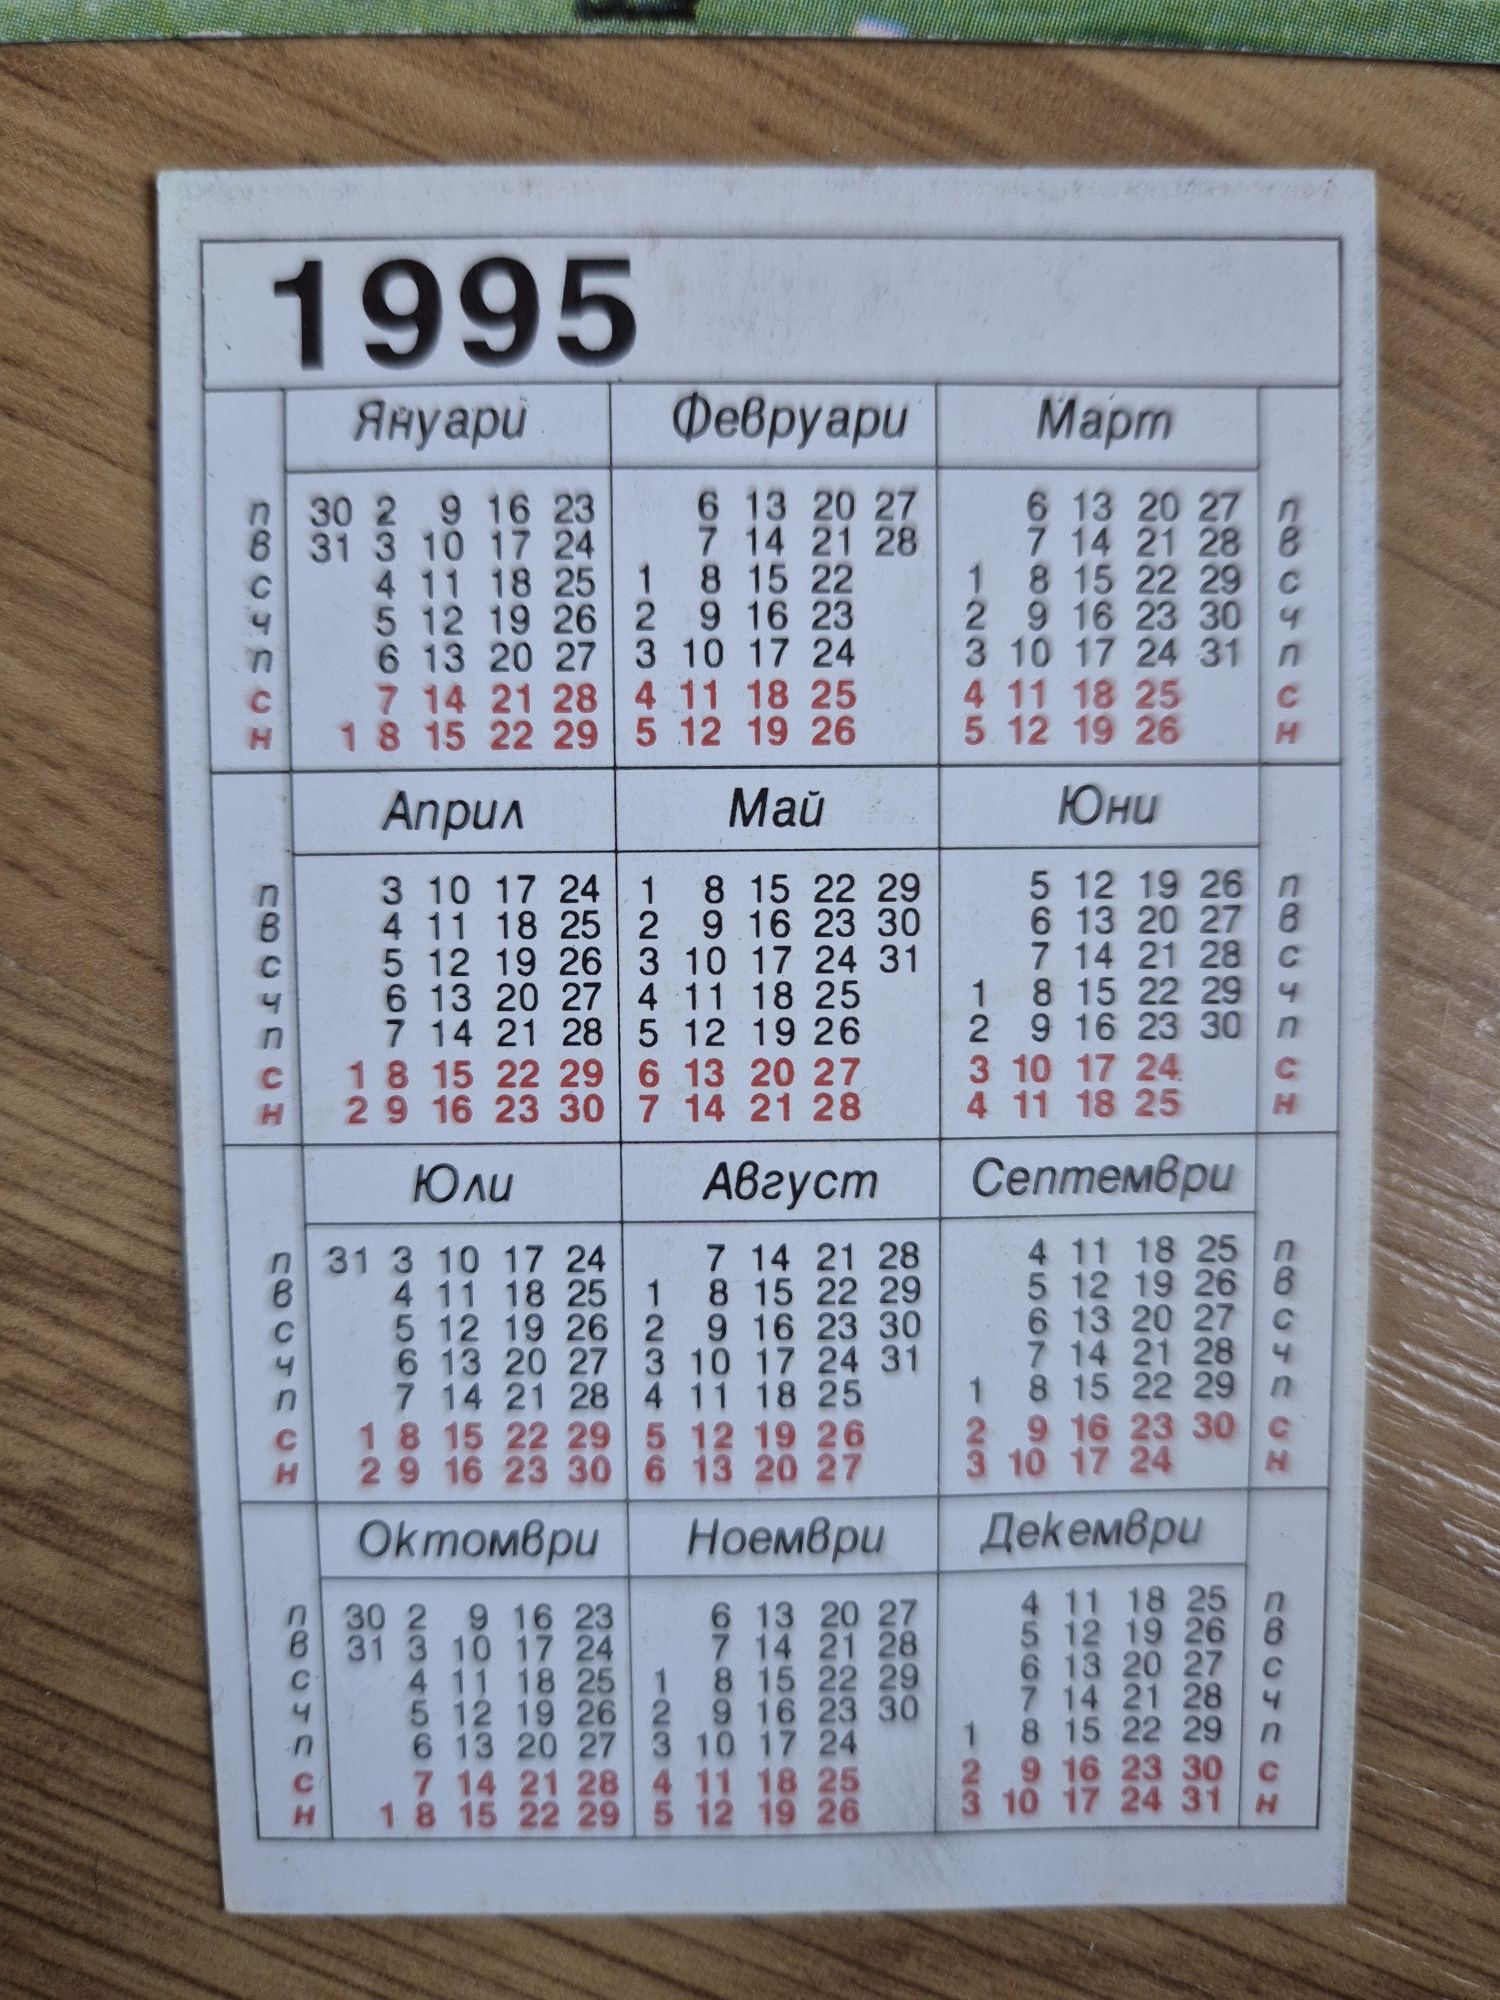 1995
Януари Февруари Март
п 30 2 9 16 23 6 13 20 27 6 13 20 27 п
в 31 3 10 17 24 7 14 21 28 7 14 21 28 в
с 4 11 18 25 1 8 15 22 1 8 15 22 29 с
ч 5 12 19 26 2 9 16 23 2 9 16 23 30 ч
п 6 13 20 27 3 10 17 24 3 10 17 24 31 п
с 7 14 21 28 4 11 18 25 4 11 18 25 с
н 1 8 15 22 29 5 12 19 26 5 12 19 26 н
Април Май Юни
п 3 10 17 24 1 8 15 22 29 5 12 19 26 п
в 4 11 18 25 2 9 16 23 30 6 13 20 27 в
с 5 12 19 26 3 10 17 24 31 7 14 21 28 с
ч 6 13 20 27 4 11 18 25 1 8 15 22 29 ч
п 7 14 21 28 5 12 19 26 2 9 16 23 30 п
с 1 8 15 22 29 6 13 20 27 3 10 17 24 с
н 2 9 16 23 30 7 14 21 28 4 11 18 25 н
Юли Август Септември
п 31 3 10 17 24 7 14 21 28 4 11 18 25 п
в 4 11 18 25 1 8 15 22 29 5 12 19 26 в
с 5 12 19 26 2 9 16 23 30 6 13 20 27 с
ч 6 13 20 27 3 10 17 24 31 7 14 21 28 ч
п 7 14 21 28 4 11 18 25 1 8 15 22 29 п
с 1 8 15 22 29 5 12 19 26 2 9 16 23 30 с
н 2 9 16 23 30 6 13 20 27 3 10 17 24 н
Октомври Ноември Декември
п 30 2 9 16 23 6 13 20 27 4 11 18 25 п
в 31 3 10 17 24 7 14 21 28 5 12 19 26 в
с 4 11 18 25 1 8 15 22 29 6 13 20 27 с
ч 5 12 19 26 2 9 16 23 30 7 14 21 28 ч
п 6 13 20 27 3 10 17 24 1 8 15 22 29 п
с 7 14 21 28 4 11 18 25 2 9 16 23 30 с
н 1 8 15 22 29 5 12 19 26 3 10 17 24 31 н